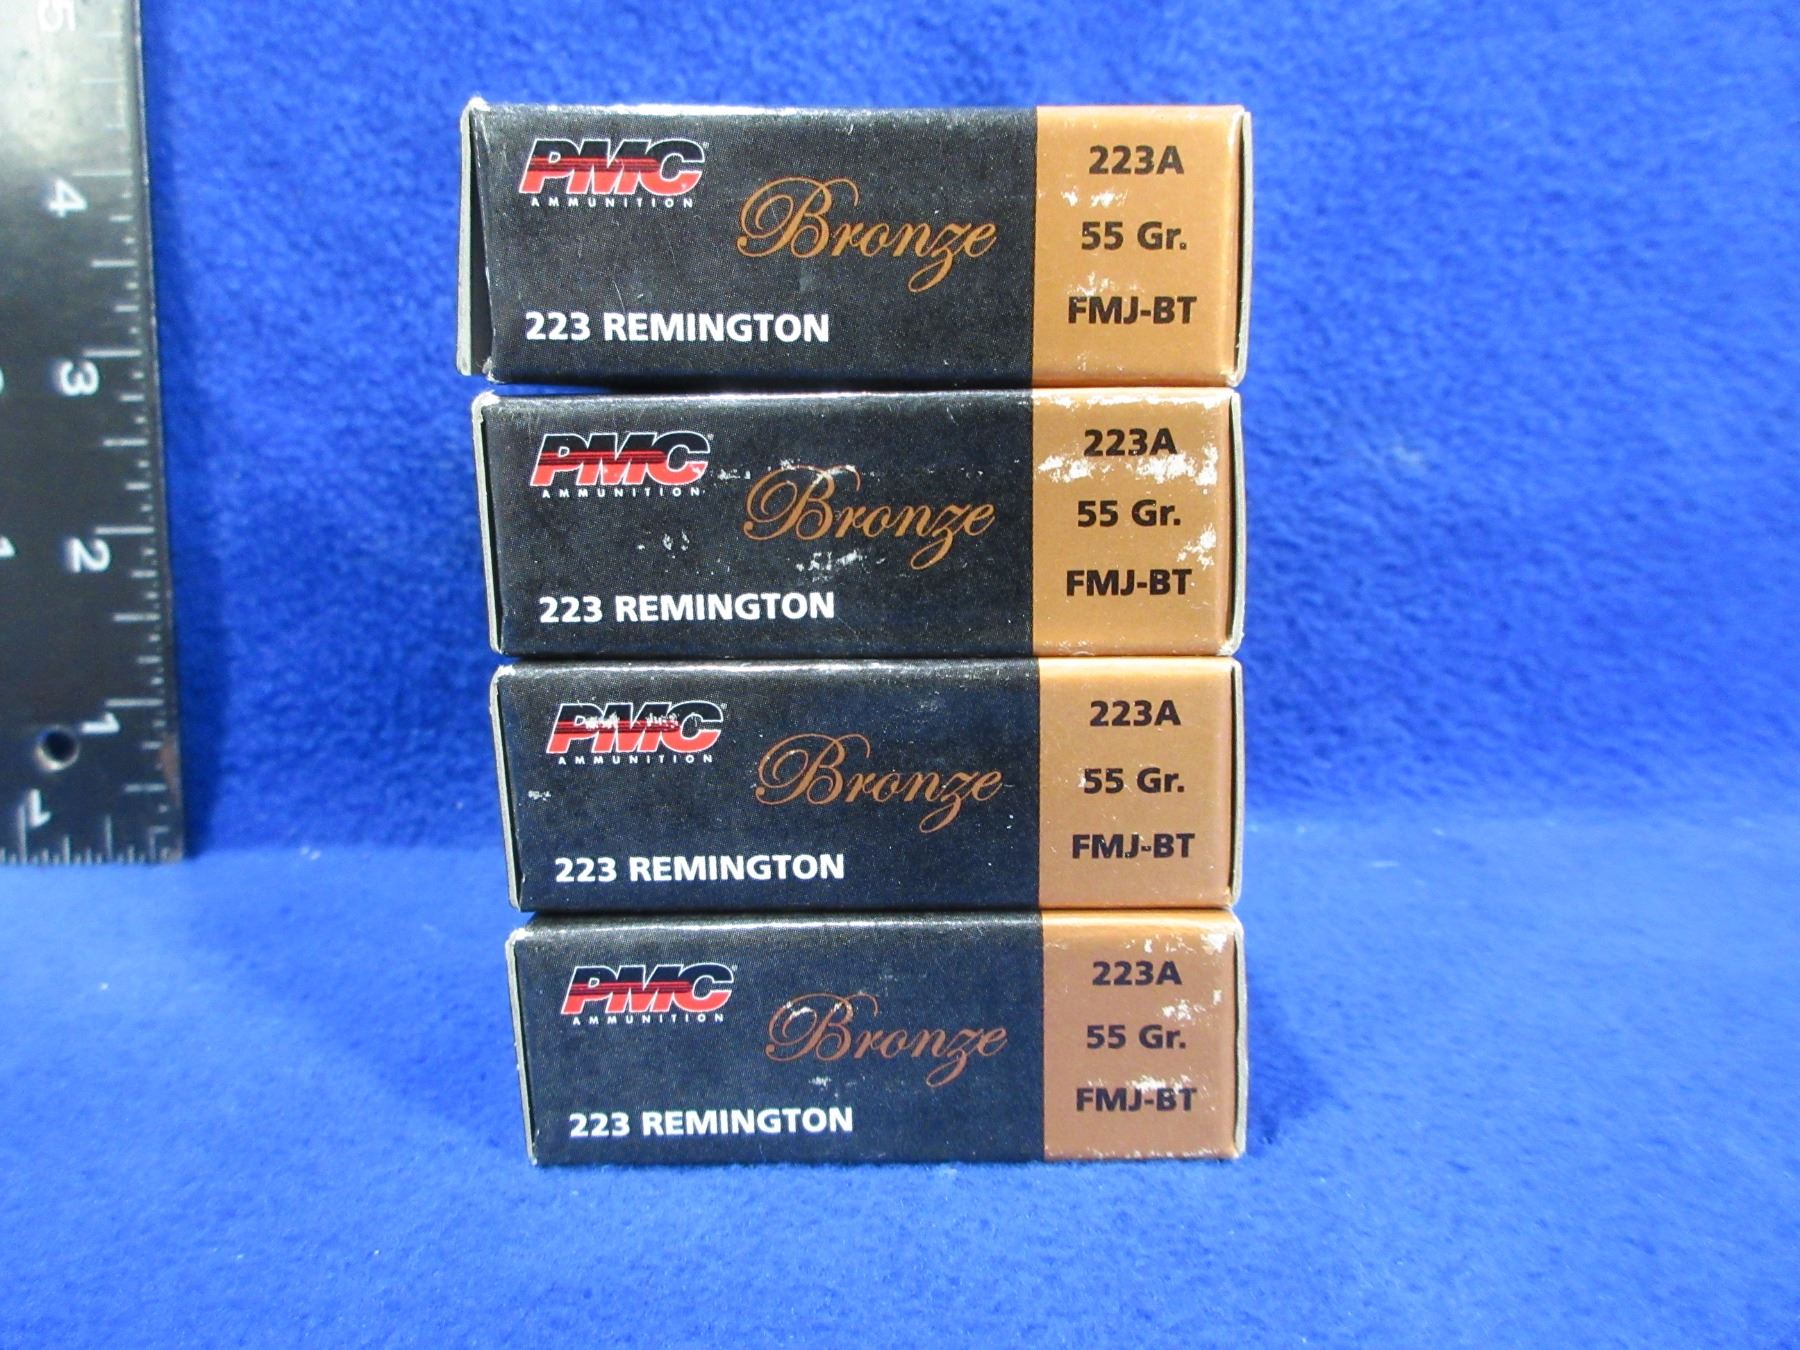 5
4
3
2
1
1
1
PMC
AMMUNITION
Bronze
223 REMINGTON
223A
55 Gr.
FMJ-BT
PMC
AMMUNITION
Bronze
223 REMINGTON
223A
55 Gr.
FMJ-BT
PMC
AMMUNITION
Bronze
223 REMINGTON
223A
55 Gr.
FMJ-BT
PMC
AMMUNITION
Bronze
223 REMINGTON
223A
55 Gr.
FMJ-BT